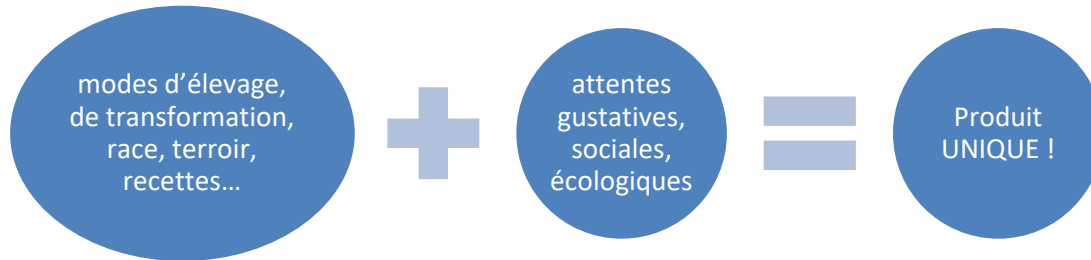 modes d’élevage,
de transformation,
race, terroir,
recettes…
attentes
gustatives,
sociales,
écologiques
Produit
UNIQUE !